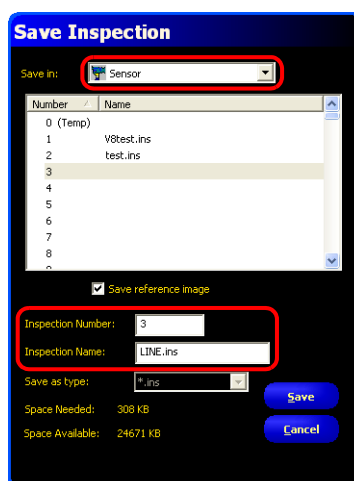 Save Inspection
Save in: Sensor
Number Name
0 (Temp)
1 V8test.ins
2 test.ins
3
4
5
6
7
8
Save reference image
Inspection Number: 3
Inspection Name: LINE.ins
Save as type: *.ins
Save
Space Needed: 308 KB
Cancel
Space Available: 24671 KB